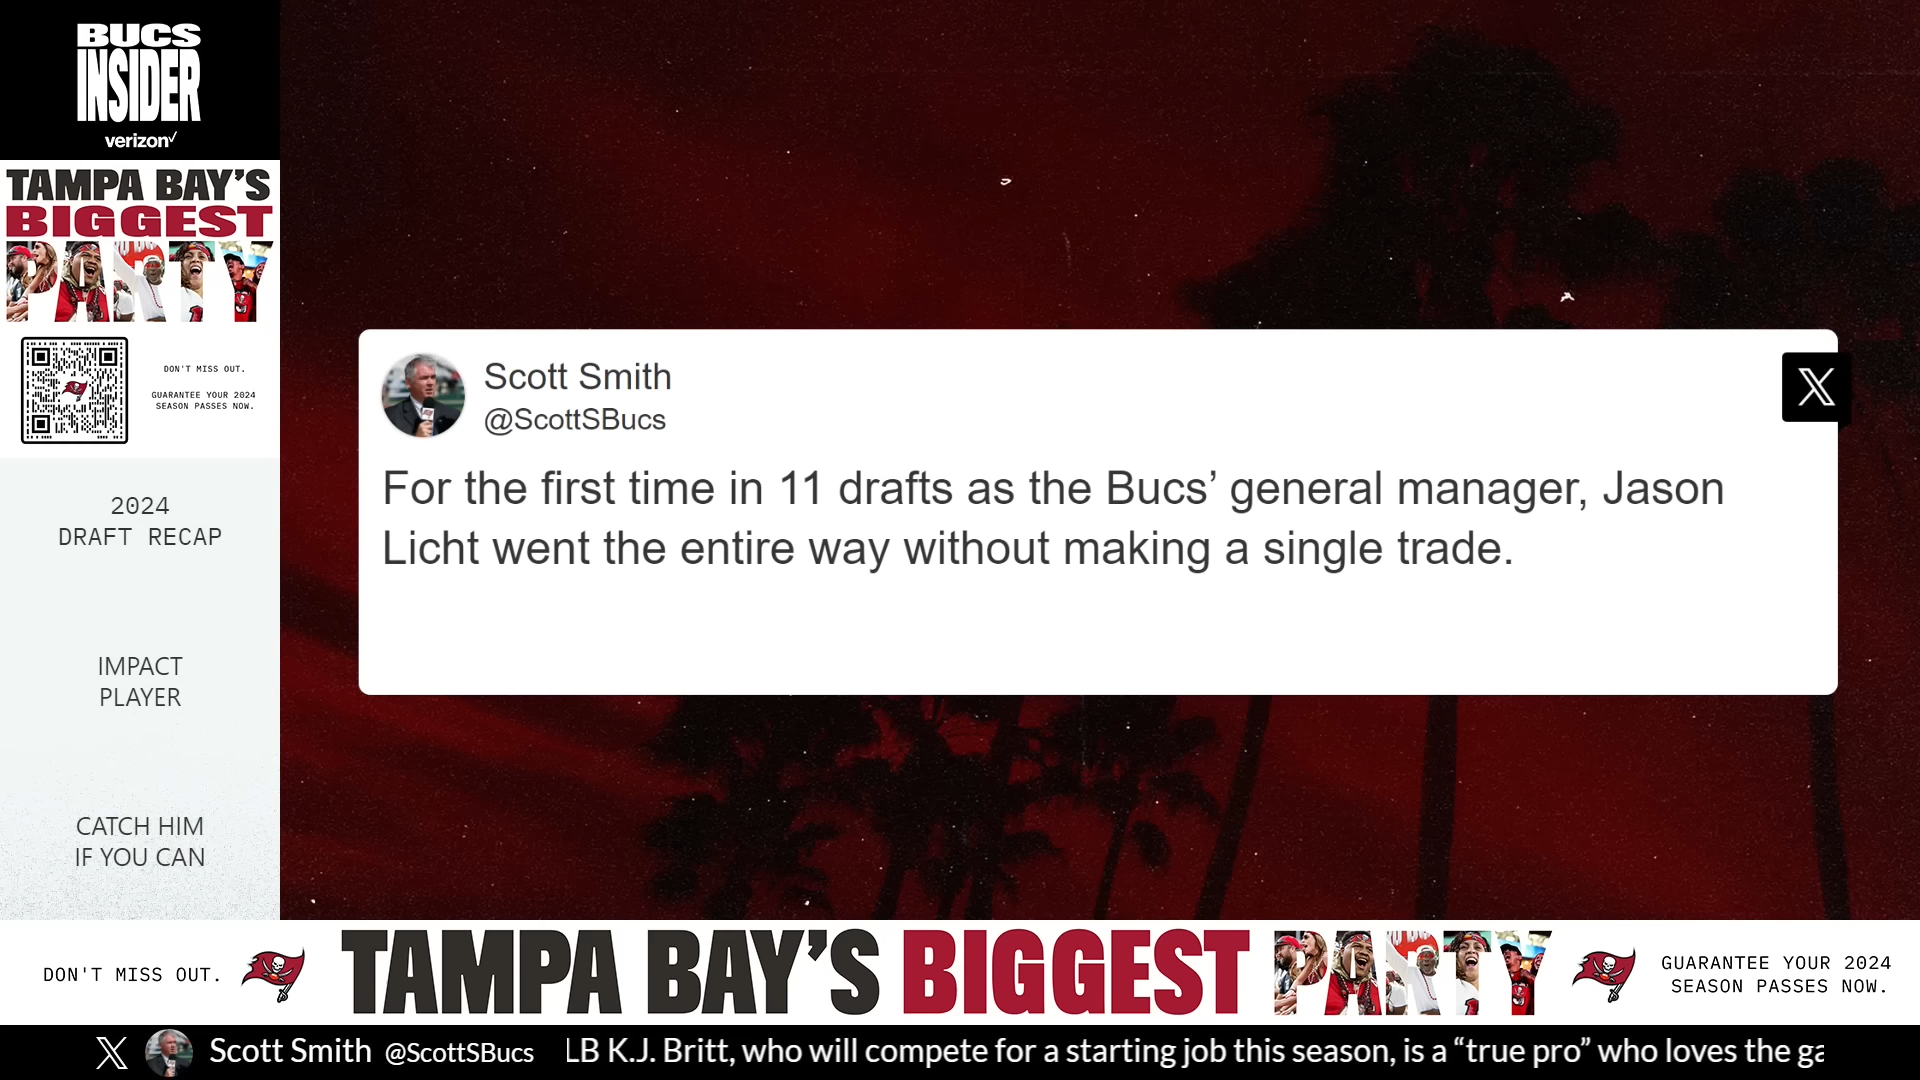 BUCS
INSIDER
verizon
TAMPA BAY’S
BIGGEST
PARTY
DON'T MISS OUT.
GUARANTEE YOUR 2024
SEASON PASSES NOW.
2024
DRAFT RECAP
IMPACT
PLAYER
CATCH HIM
IF YOU CAN
Scott Smith
@ScottSBucs
For the first time in 11 drafts as the Bucs’ general manager, Jason
Licht went the entire way without making a single trade.
DON'T MISS OUT.
TAMPA BAY’S BIGGEST PARTY
GUARANTEE YOUR 2024
SEASON PASSES NOW.
Scott Smith @ScottSBucs LB K.J. Britt, who will compete for a starting job this season, is a “true pro” who loves the